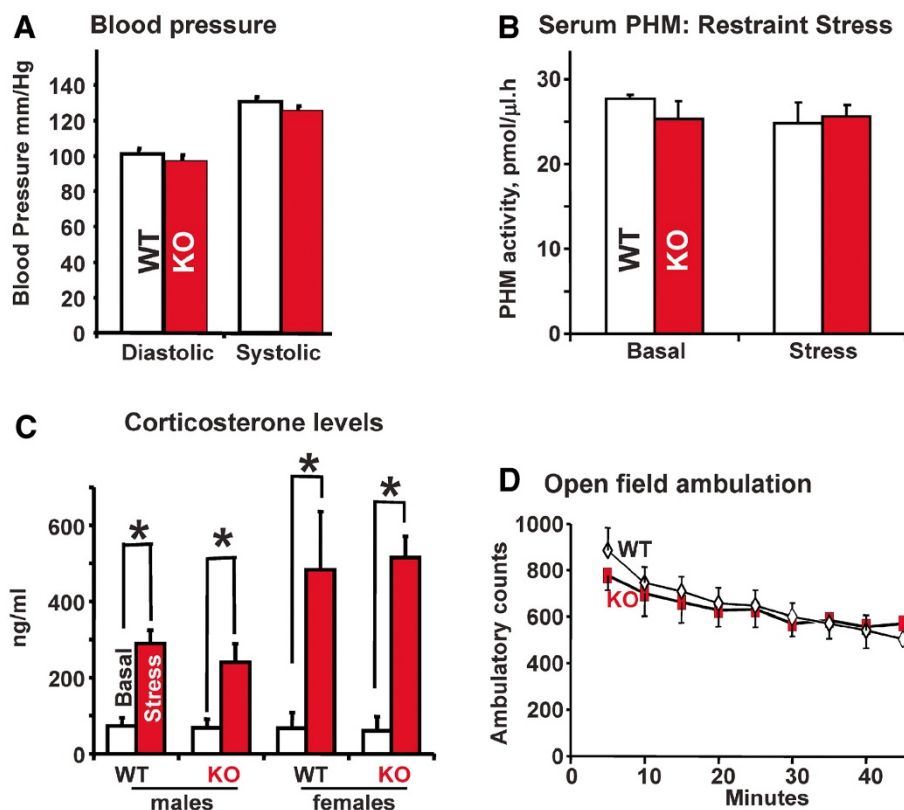 A Blood pressure
Blood Pressure mm/Hg
140
120
100
80
60
40
20
0
WT
KO
Diastolic Systolic
B Serum PHM: Restraint Stress
PHM activity, pmol/µl.h
30
20
10
0
WT
KO
Basal Stress
C Corticosterone levels
ng/ml
600
400
200
0
* * * *
Basal
Stress
WT KO WT KO
males females
D Open field ambulation
Ambulatory counts
1000
800
600
400
200
0
WT
KO
0 10 20 30 40
Minutes